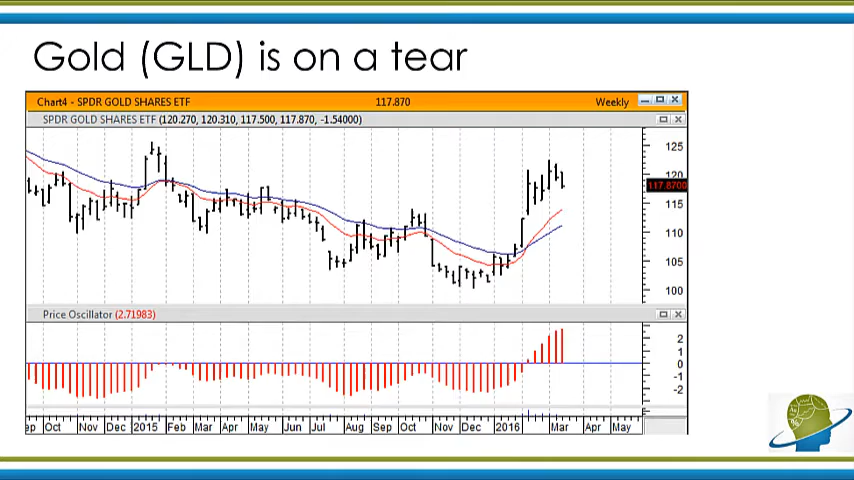 Gold (GLD) is on a tear
Chart4 - SPDR GOLD SHARES ETF 117.870 Weekly
SPDR GOLD SHARES ETF (120.270, 120.310, 117.500, 117.870, -1.54000)
125
120
117.8700
115
110
105
100
Price Oscillator (2.71983)
2
1
0
-1
-2
ep Oct Nov Dec 2015 Feb Mar Apr May Jun Jul Aug Sep Oct Nov Dec 2016 Mar Apr May